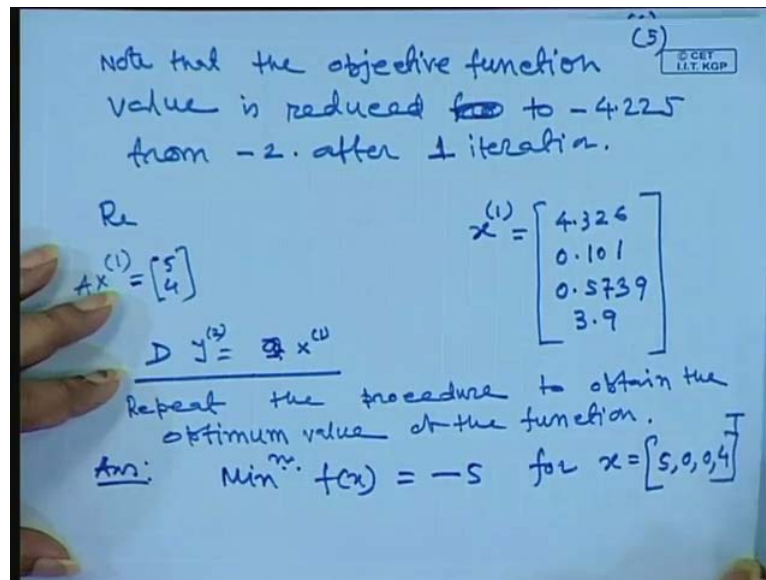 (5)
© CET
I.I.T. KGP
Note that the objective function
value is reduced to -4.225
from -2. after 1 iteration.
Re
x^(1) = [4.326
0.101
0.5739
3.9]
Ax^(1) = [5
4]
D y^(2) = x^(1)
Repeat the procedure to obtain the
optimum value of the function.
Ans: Min^m. f(x) = -5 for x = [5, 0, 0, 4]^T